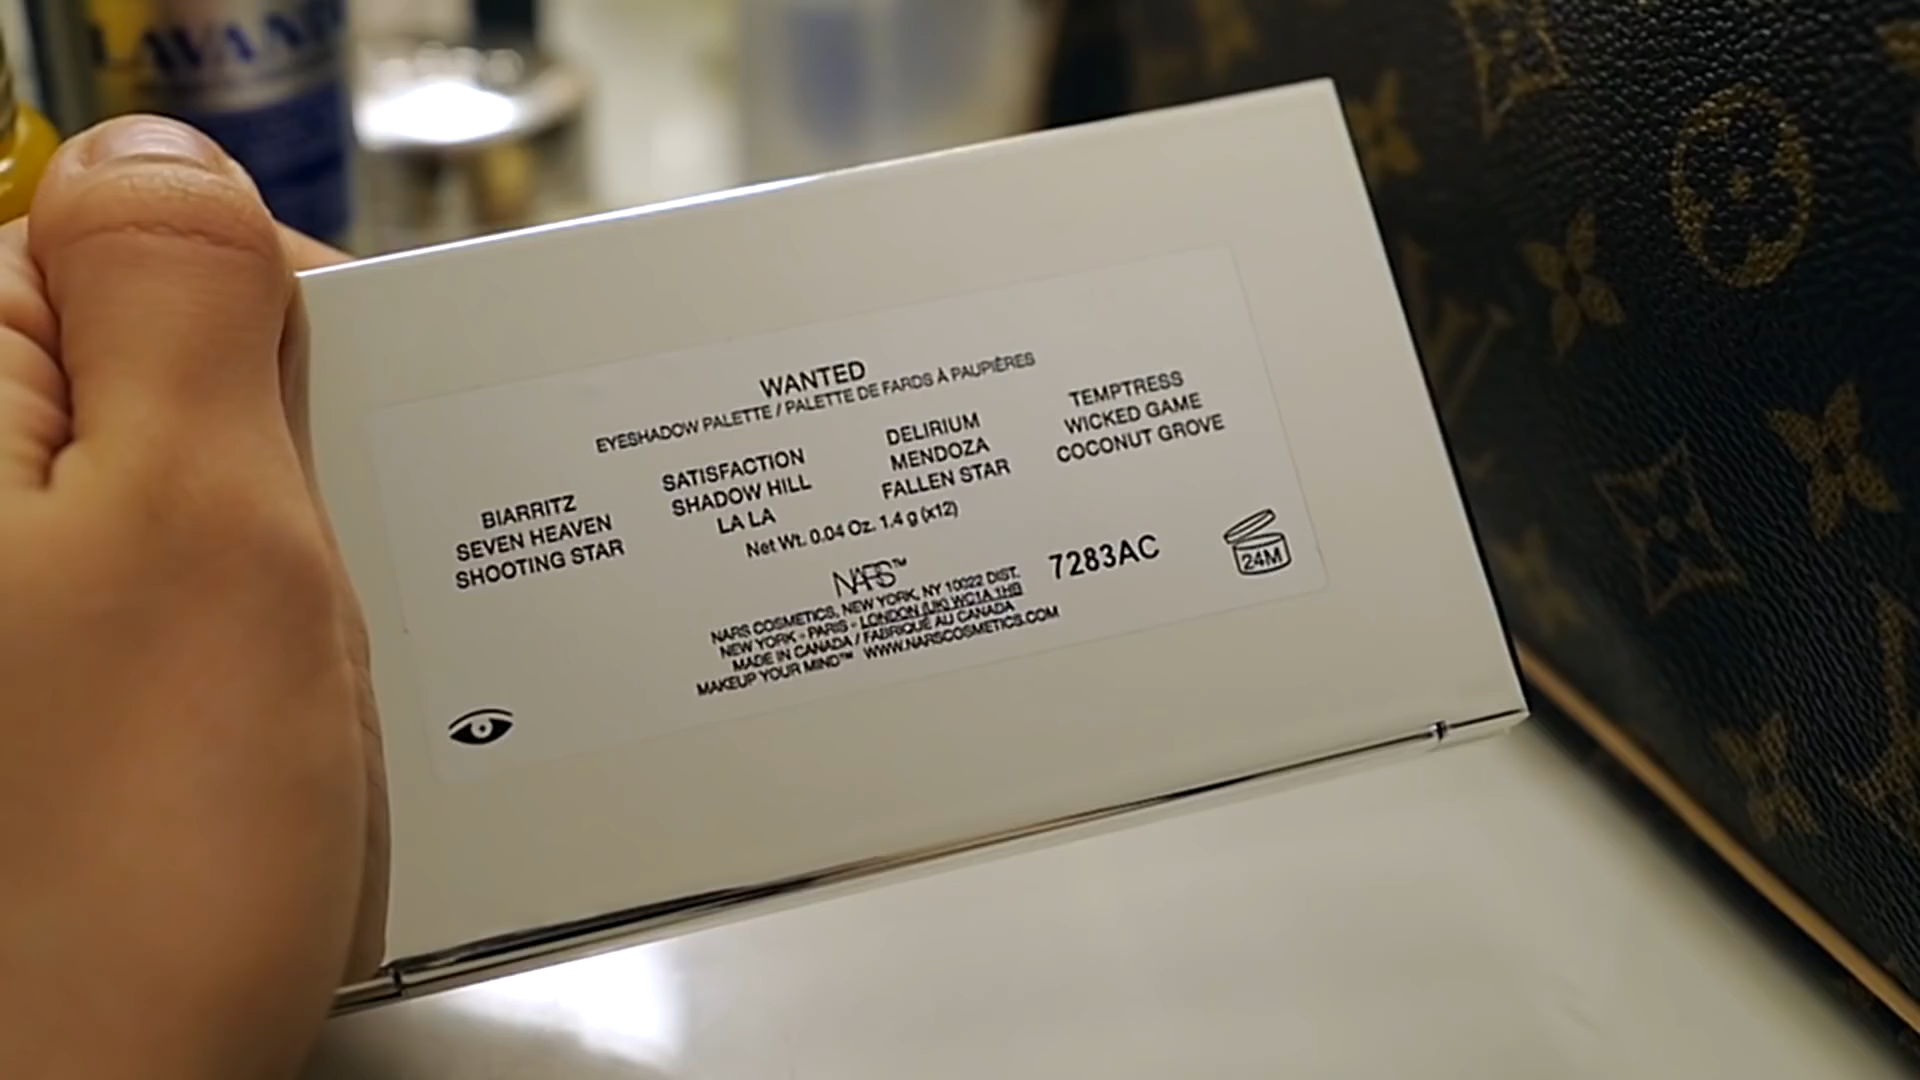 WANTED
EYESHADOW PALETTE / PALETTE DE FARDS À PAUPIÈRES
BIARRITZ
SEVEN HEAVEN
SHOOTING STAR
SATISFACTION
SHADOW HILL
LA LA
DELIRIUM
MENDOZA
FALLEN STAR
TEMPTRESS
WICKED GAME
COCONUT GROVE
Net Wt. 0.04 Oz. 1.4 g (x12)
NARS™
NARS COSMETICS, NEW YORK, NY 10022 DIST.
NEW YORK - PARIS - LONDON (UK) WC1A 1HB
MADE IN CANADA / FABRIQUÉ AU CANADA
MAKEUP YOUR MIND™ WWW.NARSCOSMETICS.COM
7283AC
24M